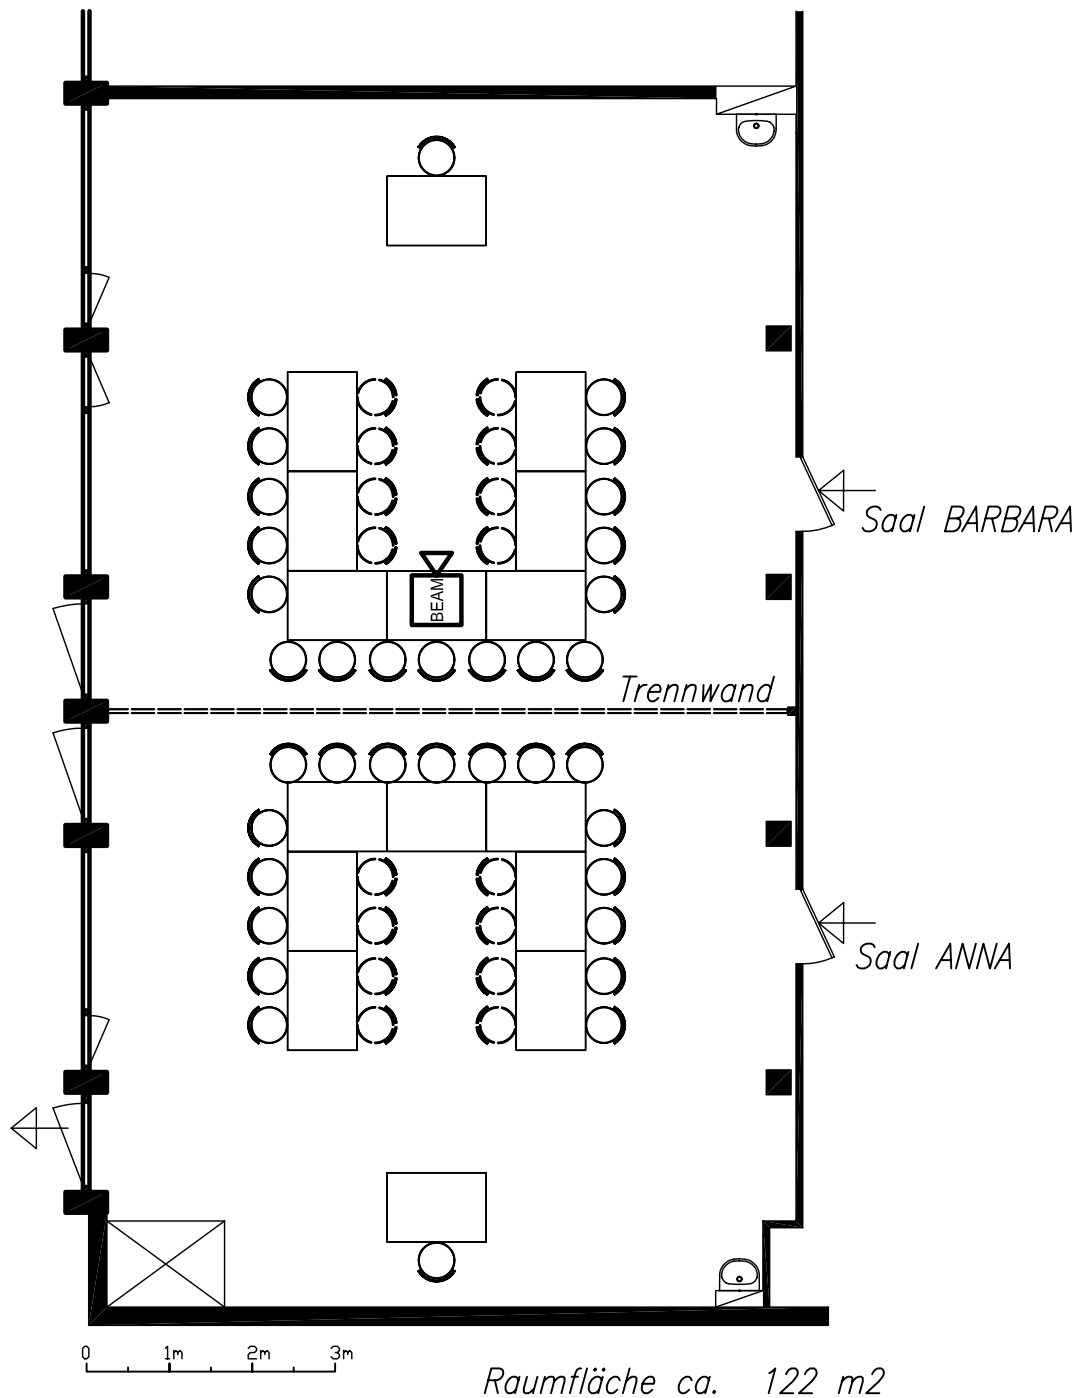 Saal BARBARA
BEAM
Trennwand
Saal ANNA
0 1m 2m 3m
Raumfläche ca. 122 m2